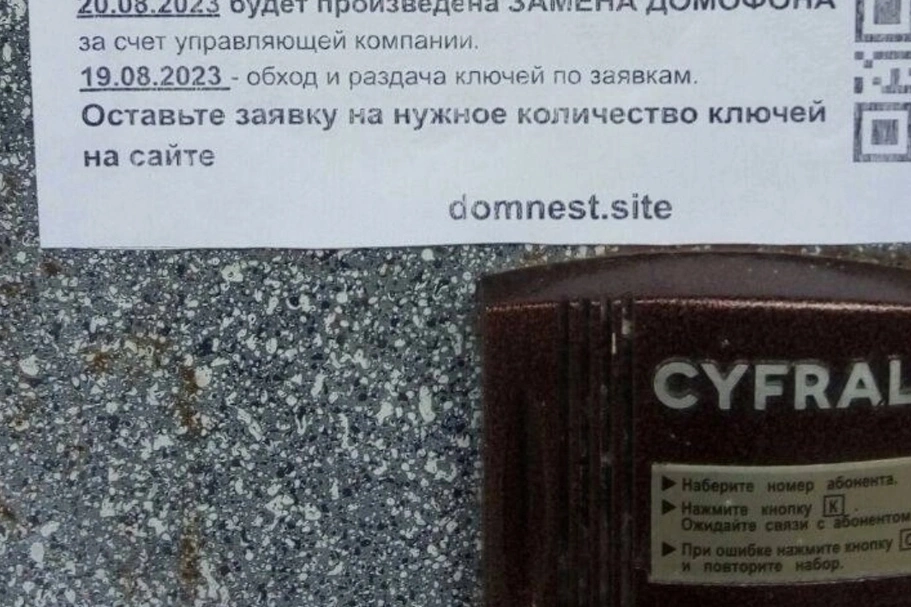 20.08.2023 будет произведена ЗАМЕНА ДОМОФОНА
за счет управляющей компании.
19.08.2023 - обход и раздача ключей по заявкам.
Оставьте заявку на нужное количество ключей
на сайте
domnest.site
CYFRAL
Наберите номер абонента.
Нажмите кнопку K.
Ожидайте связи с абонентом
При ошибке нажмите кнопку
и повторите набор.